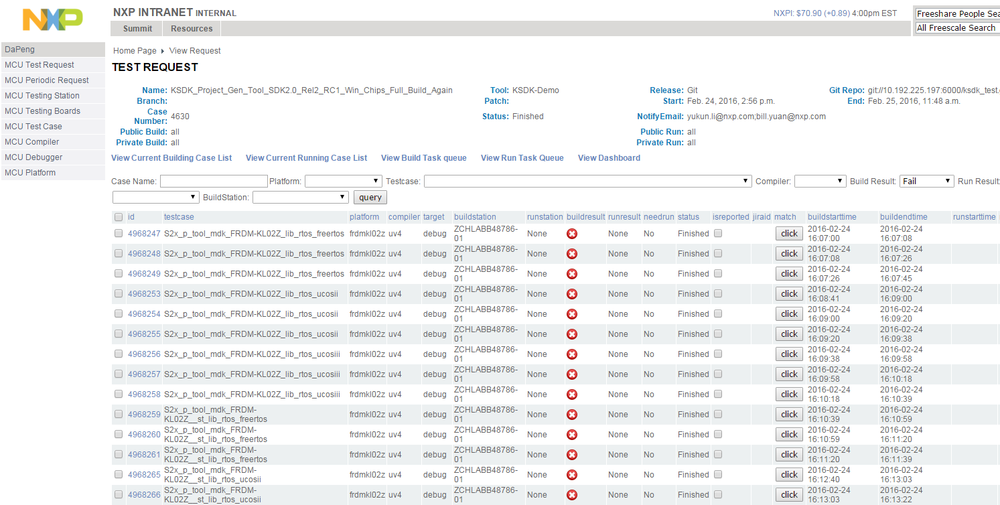 NXP
NXP INTRANET INTERNAL
NXPI: $70.90 (+0.89) 4:00pm EST
Freeshare People Sea
Summit Resources
All Freescale Search
DaPeng
MCU Test Request
MCU Periodic Request
MCU Testing Station
MCU Testing Boards
MCU Test Case
MCU Compiler
MCU Debugger
MCU Platform
Home Page View Request
TEST REQUEST
Name: KSDK_Project_Gen_Tool_SDK2.0_Rel2_RC1_Win_Chips_Full_Build_Again Tool: KSDK-Demo Release: Git Git Repo: git://10.192.225.197:6000/ksdk_test.
Branch: Patch: Start: Feb. 24, 2016, 2:56 p.m. End: Feb. 25, 2016, 11:48 a.m.
Case
Number: 4630 Status: Finished NotifyEmail: yukun.li@nxp.com;bill.yuan@nxp.com
Public Build: all Public Run: all
Private Build: all Private Run: all
View Current Building Case List View Current Running Case List View Build Task queue View Run Task Queue View Dashboard
Case Name: Platform: Testcase: Compiler: Build Result: Fail Run Result:
BuildStation: query
id testcase platform compiler target buildstation runstation buildresult runresult needrun status isreported jiraid match buildstarttime buildendtime runstarttime
4968247 S2x_p_tool_mdk_FRDM-KL02Z_lib_rtos_freertos frdmkl02z uv4 debug ZCHLABB48786-01 None None No Finished click 2016-02-24 16:07:00 2016-02-24 16:07:08
4968248 S2x_p_tool_mdk_FRDM-KL02Z_lib_rtos_freertos frdmkl02z uv4 debug ZCHLABB48786-01 None None No Finished click 2016-02-24 16:07:08 2016-02-24 16:07:26
4968249 S2x_p_tool_mdk_FRDM-KL02Z_lib_rtos_freertos frdmkl02z uv4 debug ZCHLABB48786-01 None None No Finished click 2016-02-24 16:07:26 2016-02-24 16:07:45
4968253 S2x_p_tool_mdk_FRDM-KL02Z_lib_rtos_ucosii frdmkl02z uv4 debug ZCHLABB48786-01 None None No Finished click 2016-02-24 16:08:41 2016-02-24 16:09:00
4968254 S2x_p_tool_mdk_FRDM-KL02Z_lib_rtos_ucosii frdmkl02z uv4 debug ZCHLABB48786-01 None None No Finished click 2016-02-24 16:09:00 2016-02-24 16:09:20
4968255 S2x_p_tool_mdk_FRDM-KL02Z_lib_rtos_ucosii frdmkl02z uv4 debug ZCHLABB48786-01 None None No Finished click 2016-02-24 16:09:20 2016-02-24 16:09:38
4968256 S2x_p_tool_mdk_FRDM-KL02Z_lib_rtos_ucosiii frdmkl02z uv4 debug ZCHLABB48786-01 None None No Finished click 2016-02-24 16:09:38 2016-02-24 16:09:58
4968257 S2x_p_tool_mdk_FRDM-KL02Z_lib_rtos_ucosiii frdmkl02z uv4 debug ZCHLABB48786-01 None None No Finished click 2016-02-24 16:09:58 2016-02-24 16:10:18
4968258 S2x_p_tool_mdk_FRDM-KL02Z_lib_rtos_ucosiii frdmkl02z uv4 debug ZCHLABB48786-01 None None No Finished click 2016-02-24 16:10:18 2016-02-24 16:10:39
4968259 S2x_p_tool_mdk_FRDM-KL02Z__st_lib_rtos_freertos frdmkl02z uv4 debug ZCHLABB48786-01 None None No Finished click 2016-02-24 16:10:39 2016-02-24 16:10:59
4968260 S2x_p_tool_mdk_FRDM-KL02Z__st_lib_rtos_freertos frdmkl02z uv4 debug ZCHLABB48786-01 None None No Finished click 2016-02-24 16:10:59 2016-02-24 16:11:20
4968261 S2x_p_tool_mdk_FRDM-KL02Z__st_lib_rtos_freertos frdmkl02z uv4 debug ZCHLABB48786-01 None None No Finished click 2016-02-24 16:11:20 2016-02-24 16:11:39
4968265 S2x_p_tool_mdk_FRDM-KL02Z__st_lib_rtos_ucosii frdmkl02z uv4 debug ZCHLABB48786-01 None None No Finished click 2016-02-24 16:12:40 2016-02-24 16:13:03
4968266 S2x_p_tool_mdk_FRDM-KL02Z__st_lib_rtos_ucosii frdmkl02z uv4 debug ZCHLABB48786-01 None None No Finished click 2016-02-24 16:13:03 2016-02-24 16:13:22